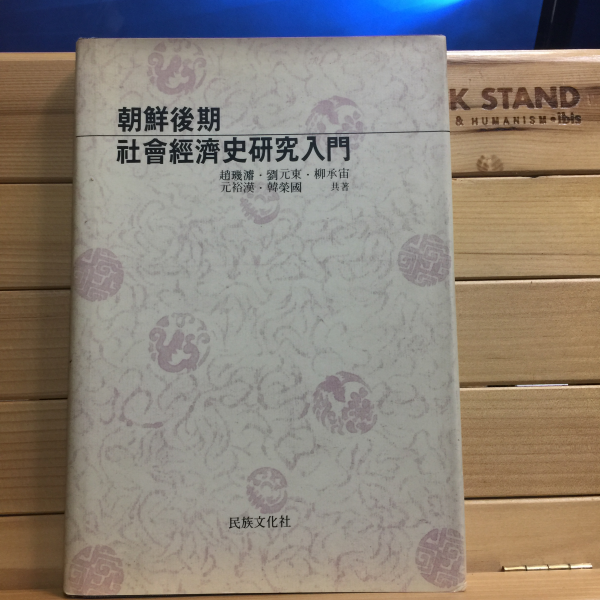 朝鮮後期
社會經濟史研究入門
趙璣濬・劉元東・柳承宙
元裕漢・韓榮國 共著
民族文化社
K STAND
& HUMANISM • ibis